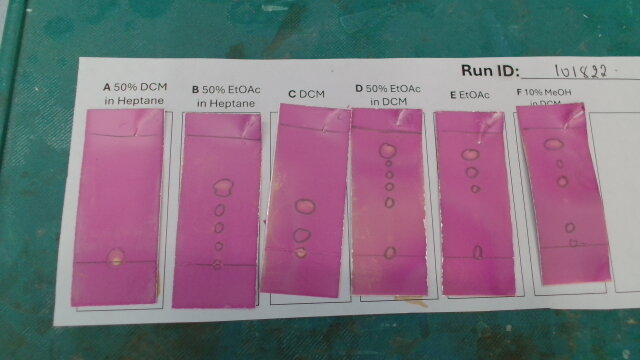 Run ID: 101822
A 50% DCM
in Heptane
B 50% EtOAc
in Heptane
C DCM
D 50% EtOAc
in DCM
E EtOAc
F 10% MeOH
in DCM